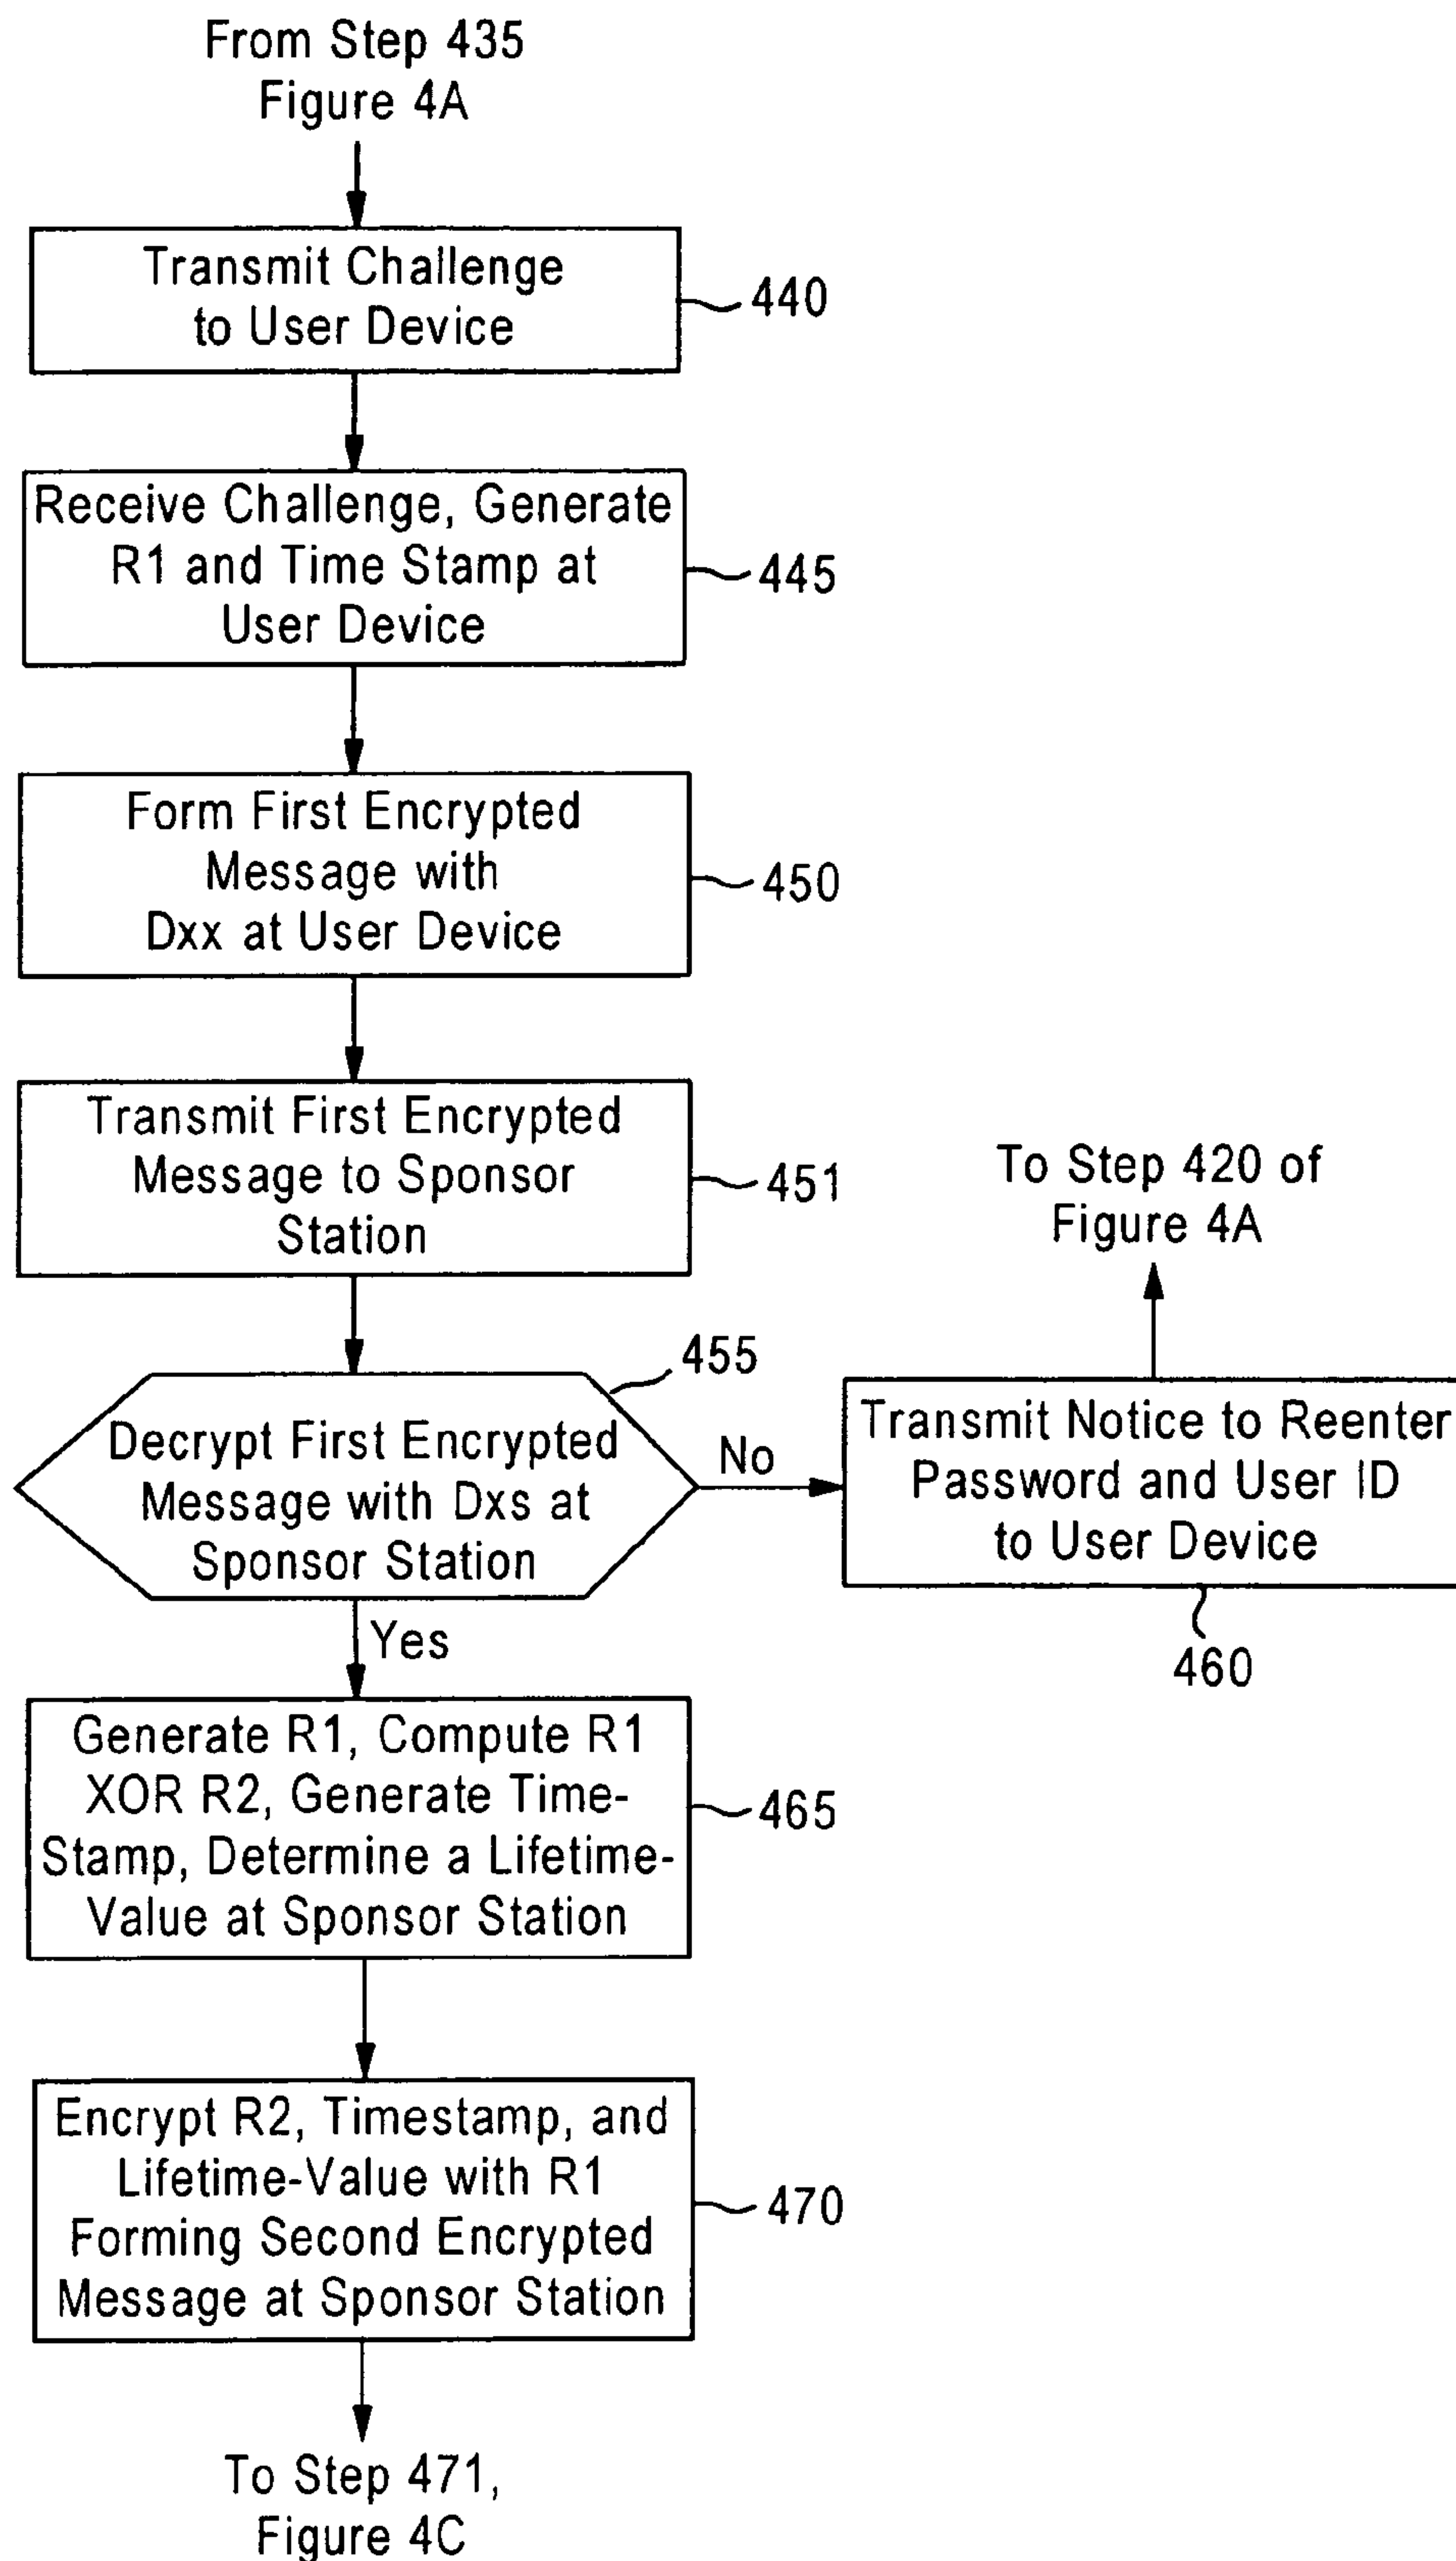 From Step 435
Figure 4A
Transmit Challenge
to User Device
440
Receive Challenge, Generate
R1 and Time Stamp at
User Device
445
Form First Encrypted
Message with
Dxx at User Device
450
Transmit First Encrypted
Message to Sponsor
Station
451
To Step 420 of
Figure 4A
455
Decrypt First Encrypted
Message with Dxs at
Sponsor Station
No
Transmit Notice to Reenter
Password and User ID
to User Device
460
Yes
Generate R1, Compute R1
XOR R2, Generate Time-
Stamp, Determine a Lifetime-
Value at Sponsor Station
465
Encrypt R2, Timestamp, and
Lifetime-Value with R1
Forming Second Encrypted
Message at Sponsor Station
470
To Step 471,
Figure 4C